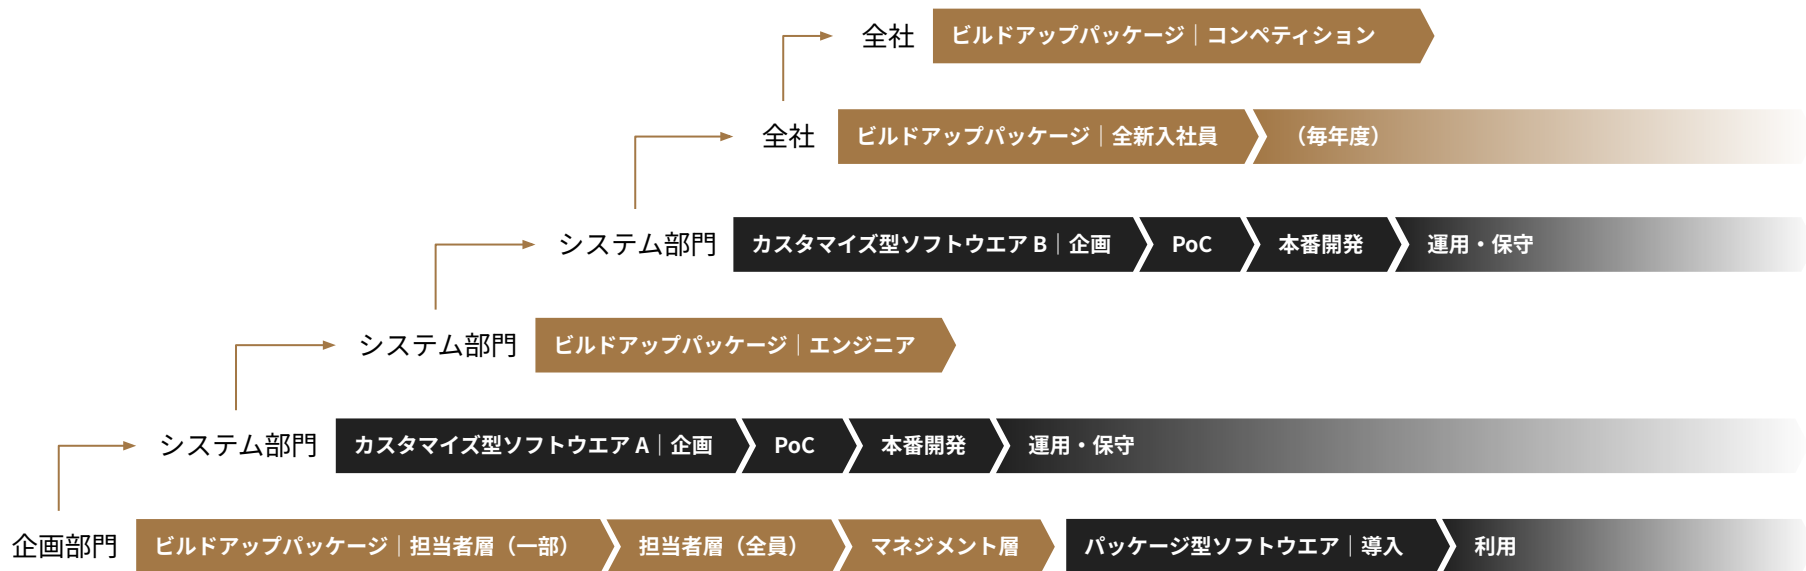 全社 ビルドアップパッケージ｜コンペティション
全社 ビルドアップパッケージ｜全新入社員 （毎年度）
システム部門 カスタマイズ型ソフトウエア B｜企画 PoC 本番開発 運用・保守
システム部門 ビルドアップパッケージ｜エンジニア
システム部門 カスタマイズ型ソフトウエア A｜企画 PoC 本番開発 運用・保守
企画部門 ビルドアップパッケージ｜担当者層（一部） 担当者層（全員） マネジメント層 パッケージ型ソフトウエア｜導入 利用